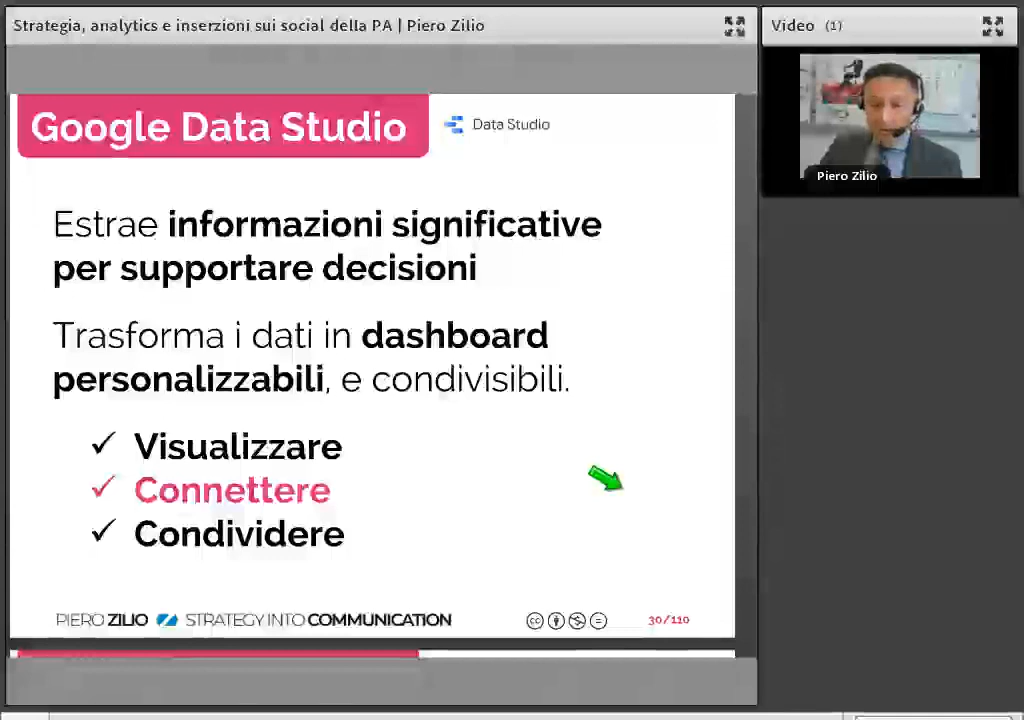 Strategia, analytics e inserzioni sui social della PA | Piero Zilio
Video (1)
Google Data Studio
Data Studio
Piero Zilio
Estrae informazioni significative
per supportare decisioni
Trasforma i dati in dashboard
personalizzabili, e condivisibili.
✓ Visualizzare
✓ Connettere
✓ Condividere
PIERO ZILIO STRATEGY INTO COMMUNICATION
30/110